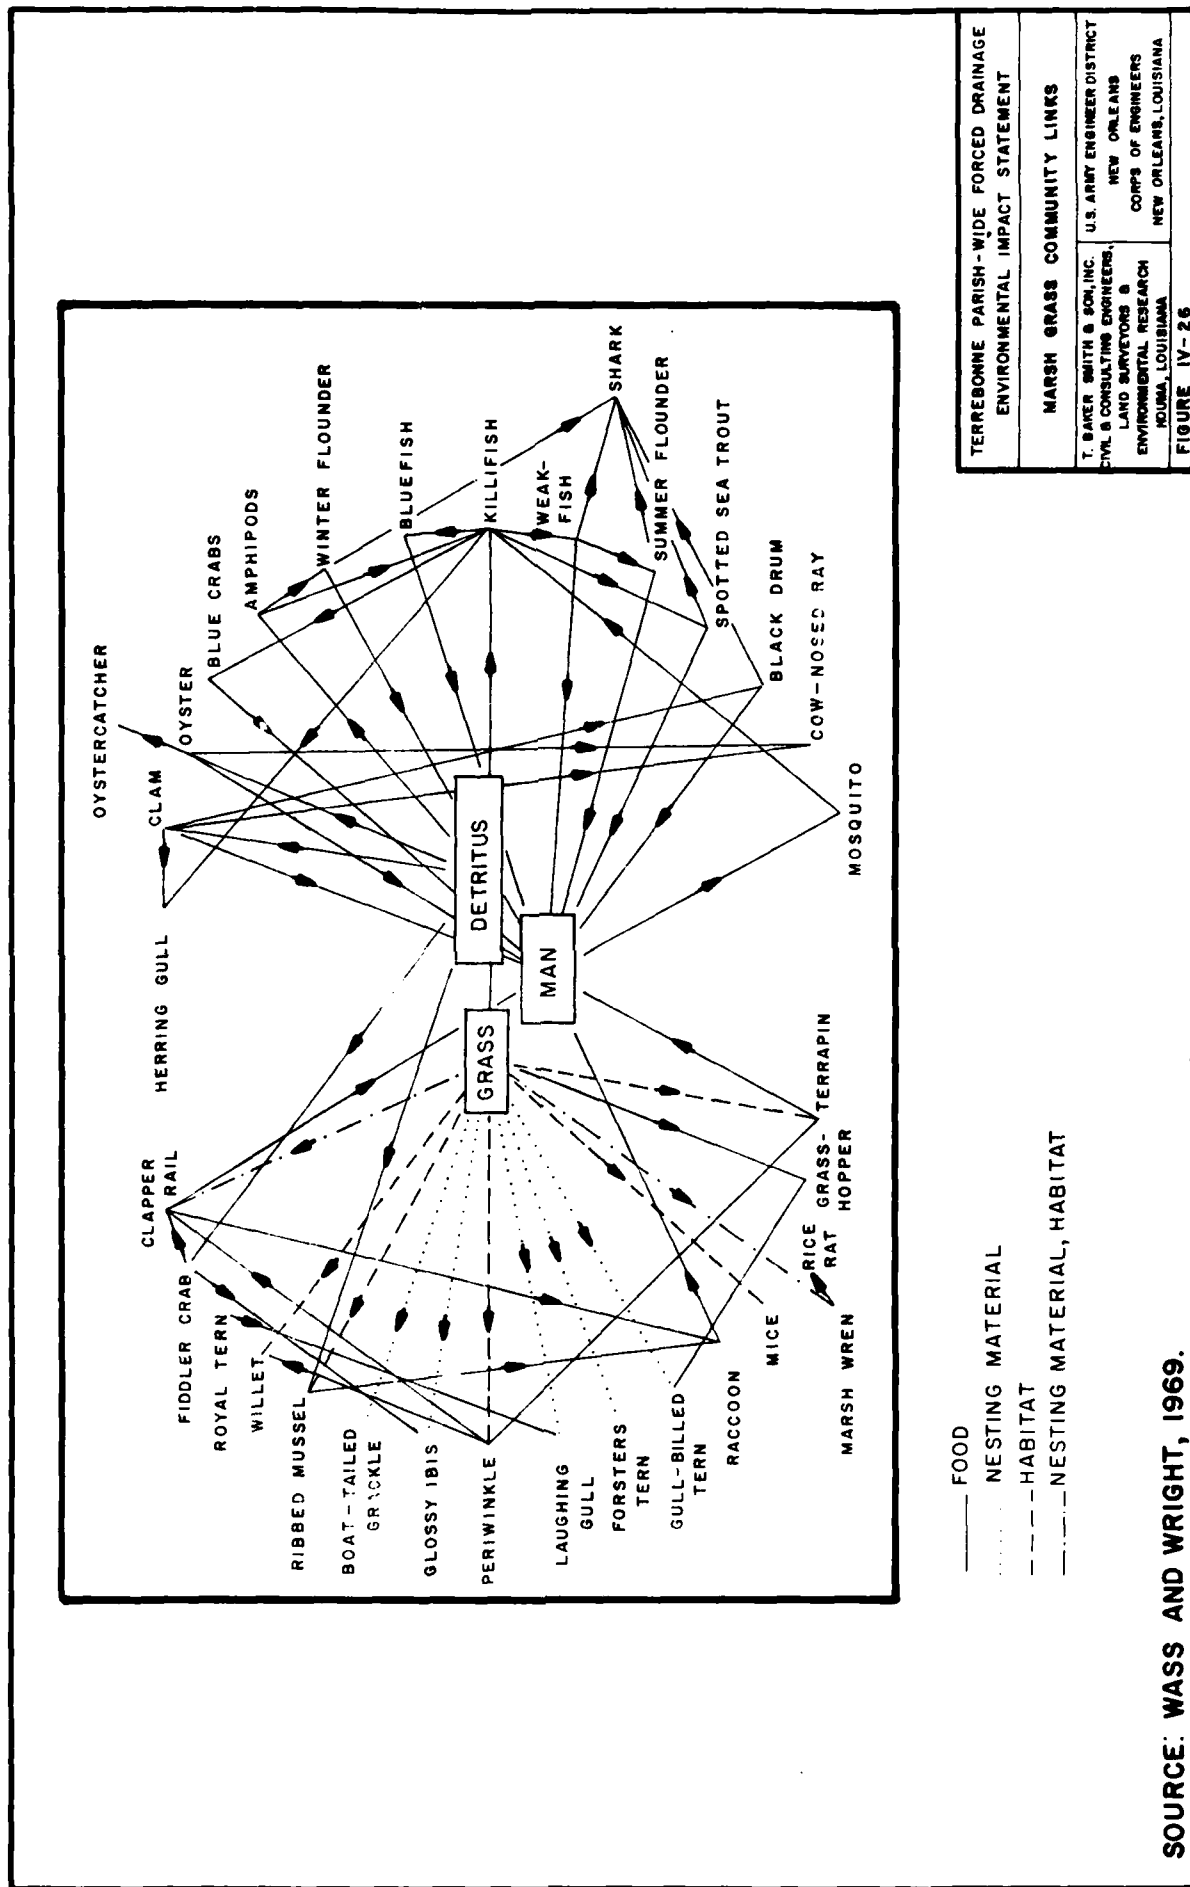 OYSTERCATCHER
CLAM
OYSTER
BLUE CRABS
AMPHIPODS
WINTER FLOUNDER
BLUEFISH
KILLIFISH
WEAK-
FISH
SHARK
SUMMER FLOUNDER
SPOTTED SEA TROUT
BLACK DRUM
COW-NOSED RAY
MOSQUITO
HERRING GULL
DETRITUS
MAN
GRASS
CLAPPER
RAIL
FIDDLER CRAB
ROYAL TERN
WILLET
RIBBED MUSSEL
BOAT-TAILED
GRACKLE
GLOSSY IBIS
PERIWINKLE
LAUGHING
GULL
FORSTERS
TERN
GULL-BILLED
TERN
RACCOON
MICE
MARSH WREN
RICE
RAT
GRASS-
HOPPER
TERRAPIN
FOOD
NESTING MATERIAL
HABITAT
NESTING MATERIAL, HABITAT
SOURCE: WASS AND WRIGHT, 1969.
TERREBONNE PARISH-WIDE FORCED DRAINAGE
ENVIRONMENTAL IMPACT STATEMENT
MARSH GRASS COMMUNITY LINKS
T. BAKER SMITH & SON, INC.
CIVIL & CONSULTING ENGINEERS,
LAND SURVEYORS &
ENVIRONMENTAL RESEARCH
HOUMA, LOUISIANA
U.S. ARMY ENGINEER DISTRICT
NEW ORLEANS
CORPS OF ENGINEERS
NEW ORLEANS, LOUISIANA
FIGURE IV-26